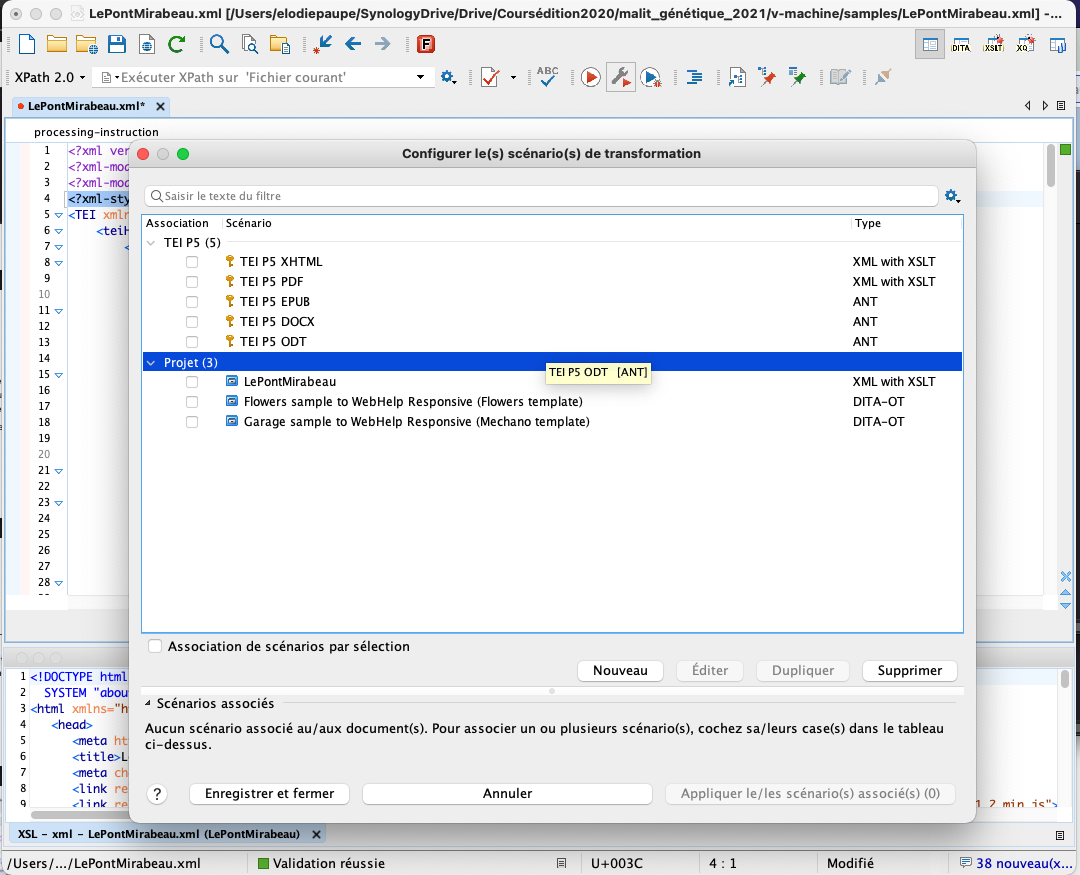 LePontMirabeau.xml [/Users/elodiepaupe/SynologyDrive/Drive/Coursédition2020/malit_génétique_2021/v-machine/samples/LePontMirabeau.xml] -...
DITA
XSLT
XQ
XPath 2.0
Exécuter XPath sur 'Fichier courant'
ABC
LePontMirabeau.xml*
processing-instruction
1 <?xml ver
2 <?xml-mod
3 <?xml-mod
4 <?xml-sty
5 <TEI xmln
6 <teiH
7 <
8
9
10
11
12
13
14
15
16
17
18
19
20
21
22
23
24
25
26
27
28
Configurer le(s) scénario(s) de transformation
Saisir le texte du filtre
Association Scénario Type
TEI P5 (5)
TEI P5 XHTML XML with XSLT
TEI P5 PDF XML with XSLT
TEI P5 EPUB ANT
TEI P5 DOCX ANT
TEI P5 ODT ANT
Projet (3)
TEI P5 ODT [ANT]
LePontMirabeau XML with XSLT
Flowers sample to WebHelp Responsive (Flowers template) DITA-OT
Garage sample to WebHelp Responsive (Mechano template) DITA-OT
Association de scénarios par sélection
Nouveau Éditer Dupliquer Supprimer
Scénarios associés
Aucun scénario associé au/aux document(s). Pour associer un ou plusieurs scénario(s), cochez sa/leurs case(s) dans le tableau
ci-dessus.
? Enregistrer et fermer Annuler Appliquer le/les scénario(s) associé(s) (0)
1 <!DOCTYPE html
2 SYSTEM "abou
3 <html xmlns="h
4 <head>
5 <meta ht
6 <title>L
7 <meta ch
8 <link re
9 <link re 1.2.min.js">
XSL - xml - LePontMirabeau.xml (LePontMirabeau)
/Users/.../LePontMirabeau.xml Validation réussie U+003C 4 : 1 Modifié 38 nouveau(x...